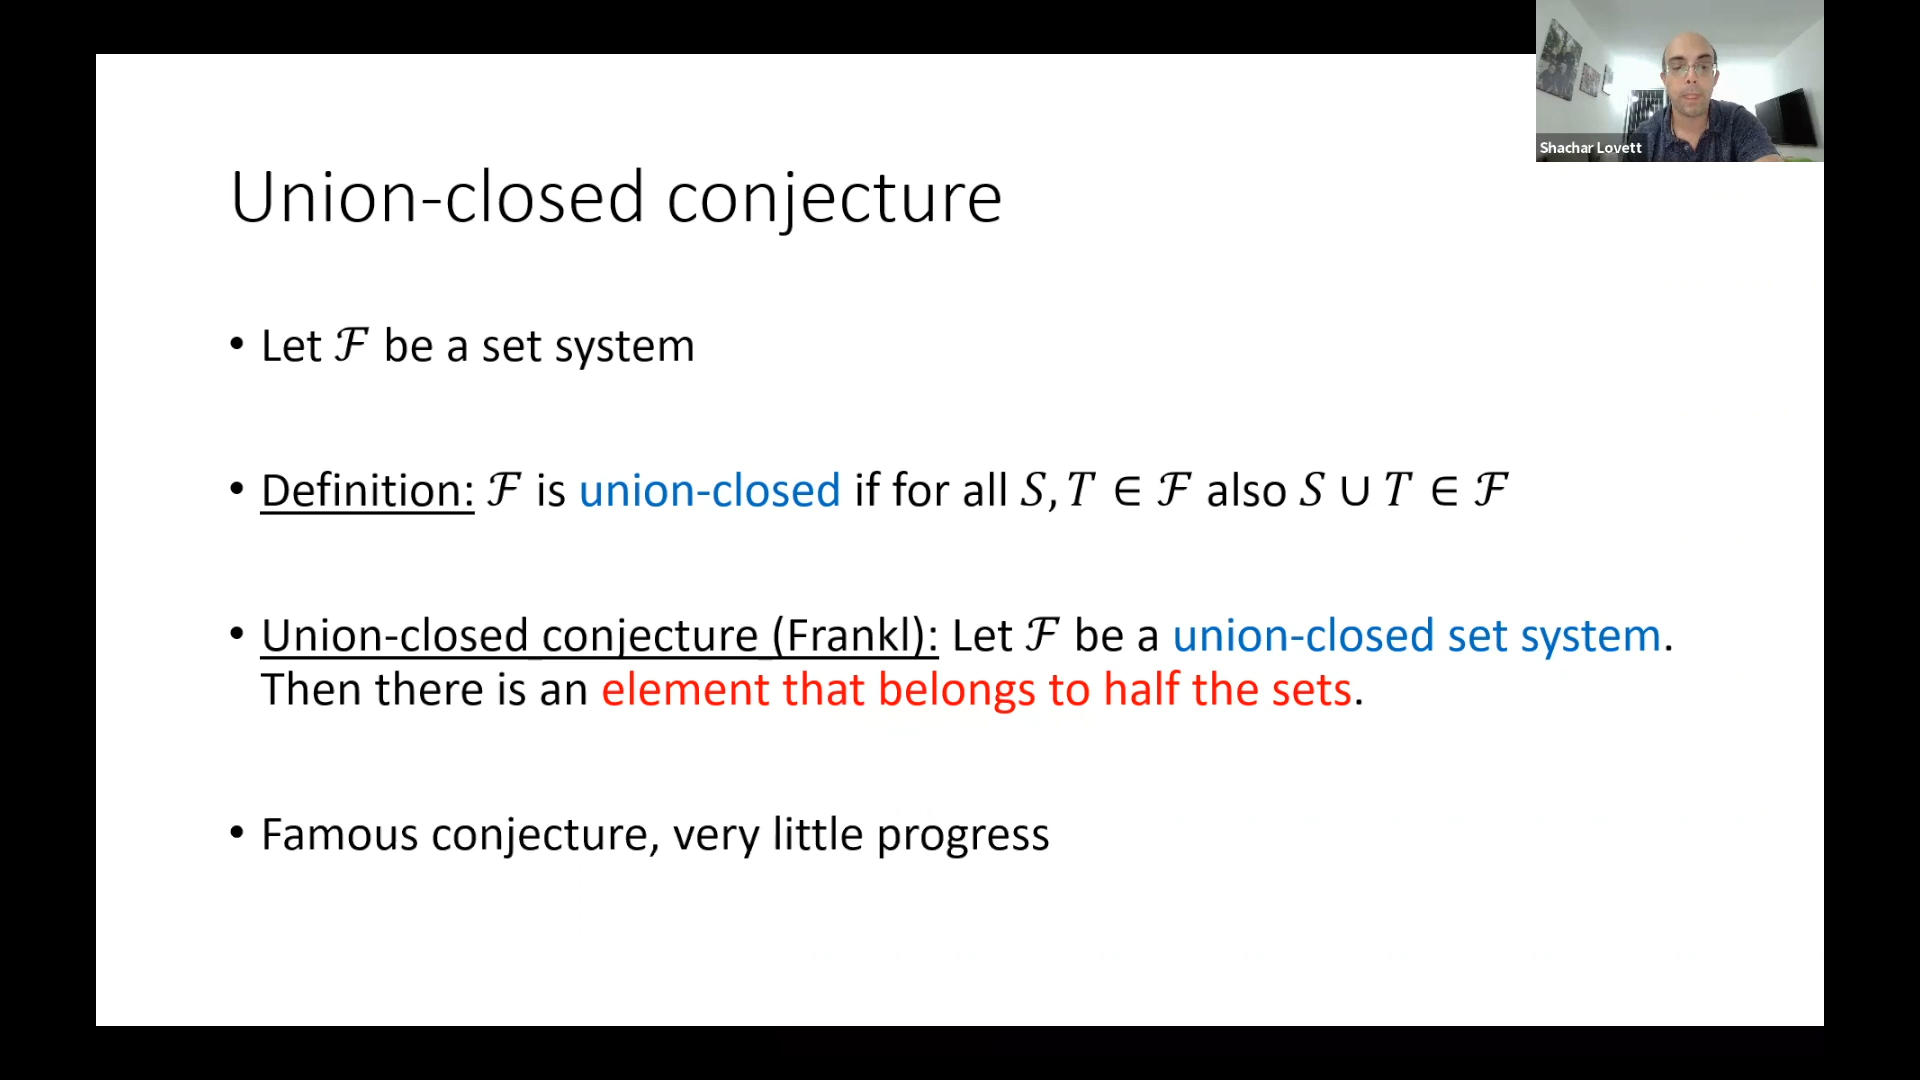 Shachar Lovett
Union-closed conjecture
• Let ℱ be a set system
• Definition: ℱ is union-closed if for all S, T ∈ ℱ also S ∪ T ∈ ℱ
• Union-closed conjecture (Frankl): Let ℱ be a union-closed set system.
Then there is an element that belongs to half the sets.
• Famous conjecture, very little progress